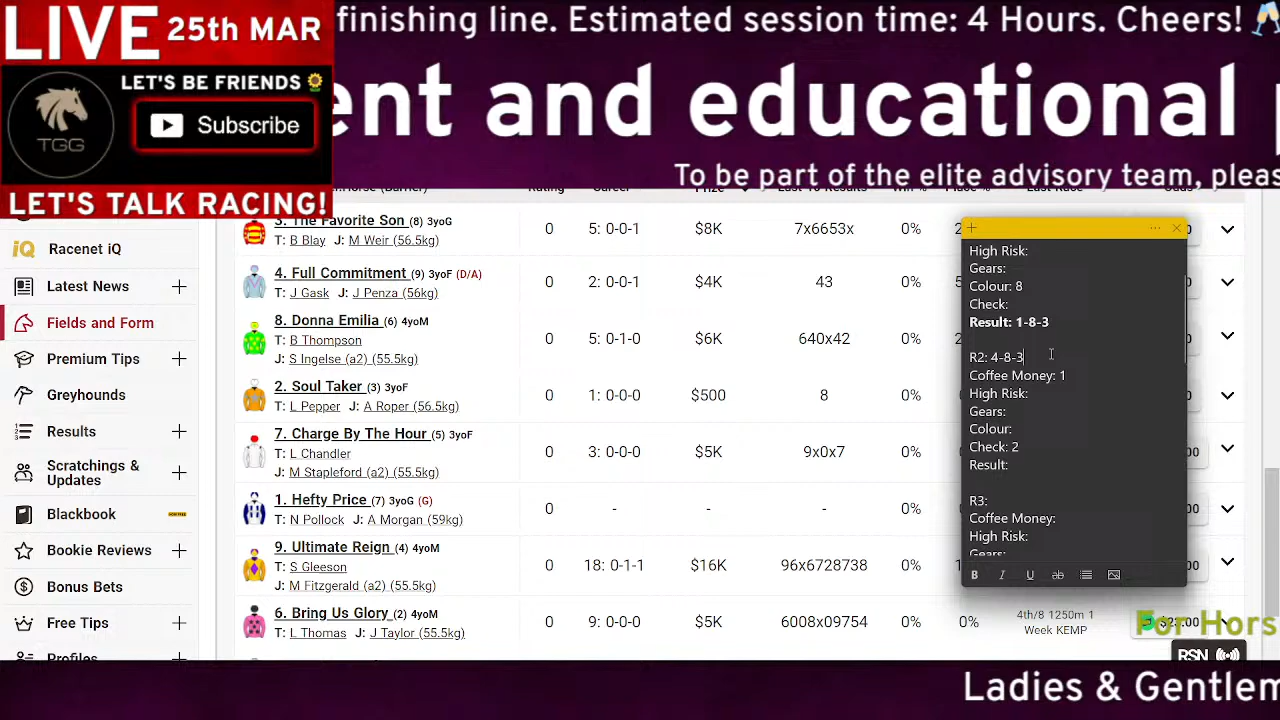 LIVE 25th MAR
finishing line. Estimated session time: 4 Hours. Cheers!
LET'S BE FRIENDS
Subscribe
TGG
ent and educational
To be part of the elite advisory team, pleas
LET'S TALK RACING!
iQ Racenet iQ
Latest News
Fields and Form
Premium Tips
Greyhounds
Results
Scratchings &
Updates
Blackbook
Bookie Reviews
Bonus Bets
Free Tips
Profiles
3. The Favorite Son (8) 3yoG
T: B Blay J: M Weir (56.5kg)
0 5: 0-0-1 $8K 7x6653x 0% 2
4. Full Commitment (9) 3yoF (D/A)
T: J Gask J: J Penza (56kg)
0 2: 0-0-1 $4K 43 0% 5
8. Donna Emilia (6) 4yoM
T: B Thompson
J: S Ingelse (a2) (55.5kg)
0 5: 0-1-0 $6K 640x42 0%
2. Soul Taker (3) 3yoF
T: L Pepper J: A Roper (56.5kg)
0 1: 0-0-0 $500 8 0%
7. Charge By The Hour (5) 3yoF
T: L Chandler
J: M Stapleford (a2) (55.5kg)
0 3: 0-0-0 $5K 9x0x7 0%
1. Hefty Price (7) 3yoG (G)
T: N Pollock J: A Morgan (59kg)
0 - - - 0%
9. Ultimate Reign (4) 4yoM
T: S Gleeson
J: M Fitzgerald (a2) (55.5kg)
0 18: 0-1-1 $16K 96x6728738 0% 1
6. Bring Us Glory (2) 4yoM
T: L Thomas J: J Taylor (55.5kg)
0 9: 0-0-0 $5K 6008x09754 0% 0%
4th/8 1250m 1
Week KEMP
High Risk:
Gears:
Colour: 8
Check:
Result: 1-8-3
R2: 4-8-3
Coffee Money: 1
High Risk:
Gears:
Colour:
Check: 2
Result:
R3:
Coffee Money:
High Risk:
Gears:
B I U ab
For Hors
RSN
Ladies & Gentlem